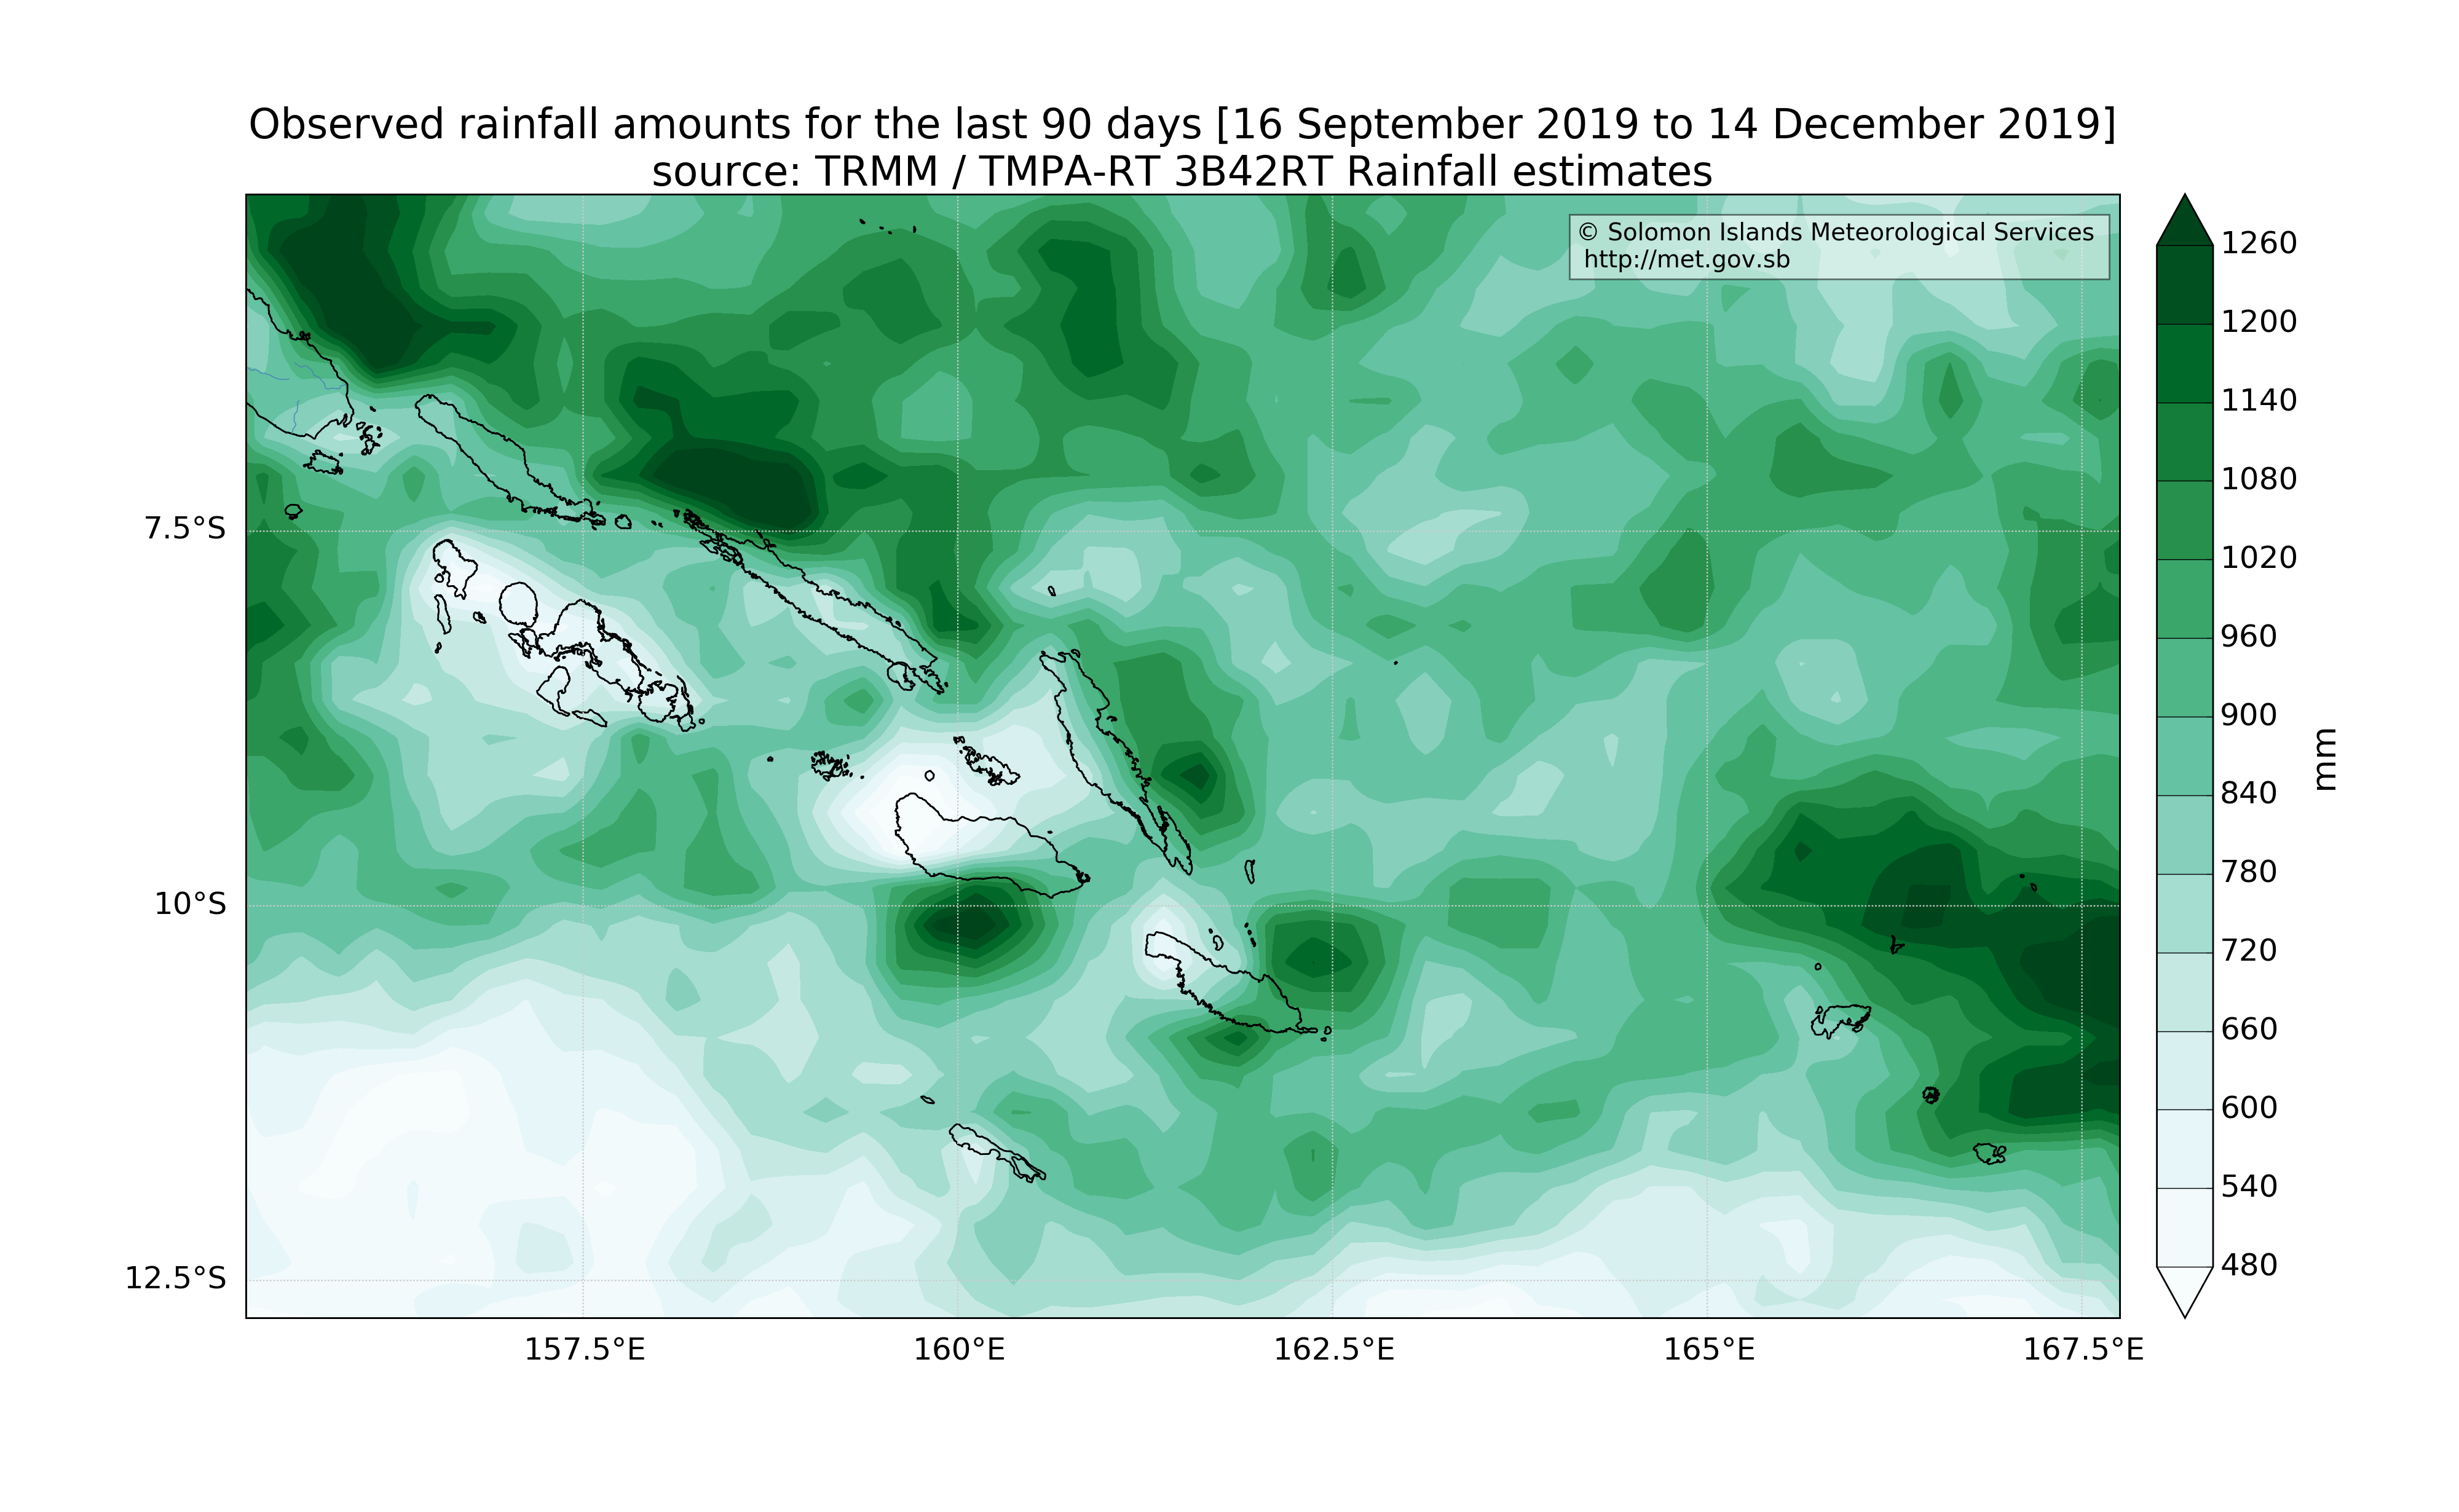 Observed rainfall amounts for the last 90 days [16 September 2019 to 14 December 2019]
source: TRMM / TMPA-RT 3B42RT Rainfall estimates
© Solomon Islands Meteorological Services
http://met.gov.sb
7.5°S
10°S
12.5°S
157.5°E
160°E
162.5°E
165°E
167.5°E
1260
1200
1140
1080
1020
960
900
840
780
720
660
600
540
480
mm